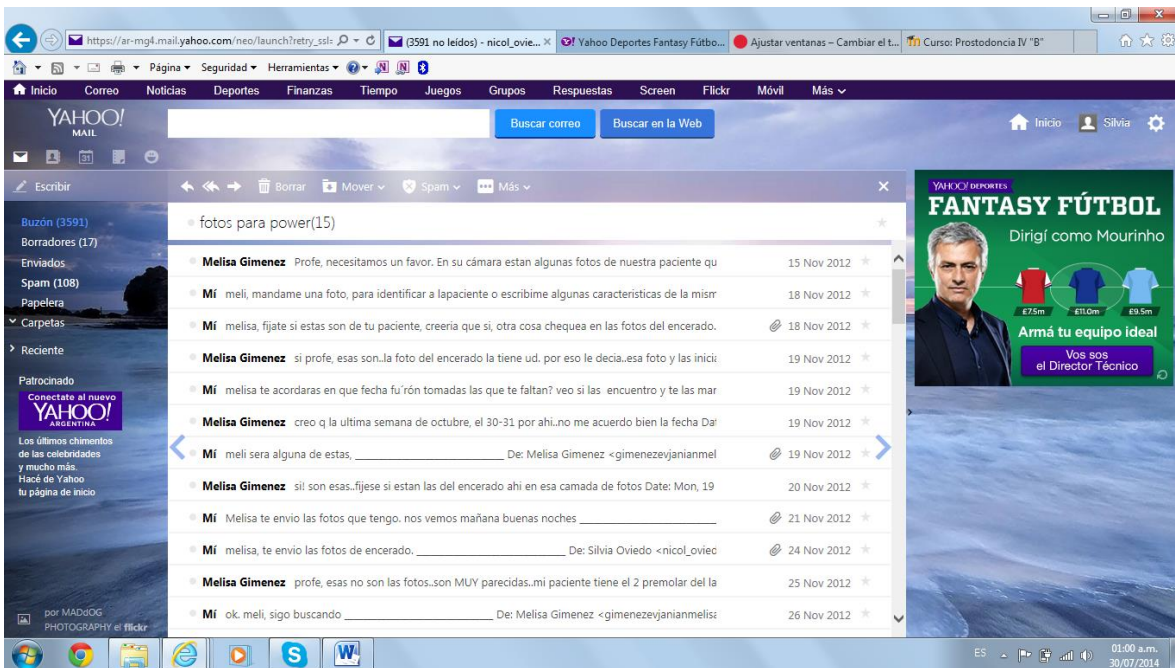 https://ar-mg4.mail.yahoo.com/neo/launch?retry_ssl=
(3591 no leídos) - nicol_ovie...
Yahoo Deportes Fantasy Fútbo...
Ajustar ventanas – Cambiar el t...
Curso: Prostodoncia IV "B"
Página
Seguridad
Herramientas
Inicio Correo Noticias Deportes Finanzas Tiempo Juegos Grupos Respuestas Screen Flickr Móvil Más
YAHOO!
MAIL
Buscar correo
Buscar en la Web
Inicio
Silvia
31
Escribir
Borrar
Mover
Spam
Más
Buzón (3591)
Borradores (17)
Enviados
Spam (108)
Papelera
Carpetas
Reciente
Patrocinado
Conectate al nuevo
YAHOO!
ARGENTINA
Los últimos chimentos
de las celebridades
y mucho más.
Hacé de Yahoo
tu página de inicio
por MADdOG
PHOTOGRAPHY el flickr
fotos para power(15)
Melisa Gimenez Profe, necesitamos un favor. En su cámara estan algunas fotos de nuestra paciente qu 15 Nov 2012
Mí meli, mandame una foto, para identificar a lapaciente o escribime algunas caracteristicas de la mism 18 Nov 2012
Mí melisa, fijate si estas son de tu paciente, creeria que si, otra cosa chequea en las fotos del encerado. 18 Nov 2012
Melisa Gimenez si profe, esas son..la foto del encerado la tiene ud. por eso le decia..esa foto y las inicia 19 Nov 2012
Mí melisa te acordaras en que fecha fu´rón tomadas las que te faltan? veo si las encuentro y te las mar 19 Nov 2012
Melisa Gimenez creo q la ultima semana de octubre, el 30-31 por ahi..no me acuerdo bien la fecha Dat 19 Nov 2012
Mí meli sera alguna de estas, ______________________ De: Melisa Gimenez <gimenezevjanianmel 19 Nov 2012
Melisa Gimenez si! son esas..fijese si estan las del encerado ahi en esa camada de fotos Date: Mon, 19 20 Nov 2012
Mí Melisa te envio las fotos que tengo. nos vemos mañana buenas noches ____________________ 21 Nov 2012
Mí melisa, te envio las fotos de encerado. ______________________ De: Silvia Oviedo <nicol_ovied 24 Nov 2012
Melisa Gimenez profe, esas no son las fotos..son MUY parecidas..mi paciente tiene el 2 premolar del la 25 Nov 2012
Mí ok. meli, sigo buscando ______________________ De: Melisa Gimenez <gimenezevjanianmelisa 26 Nov 2012
YAHOO! DEPORTES
FANTASY FÚTBOL
Dirigí como Mourinho
£7.5m £11.0m £9.5m
Armá tu equipo ideal
Vos sos
el Director Técnico
ES
01:00 a.m.
30/07/2014